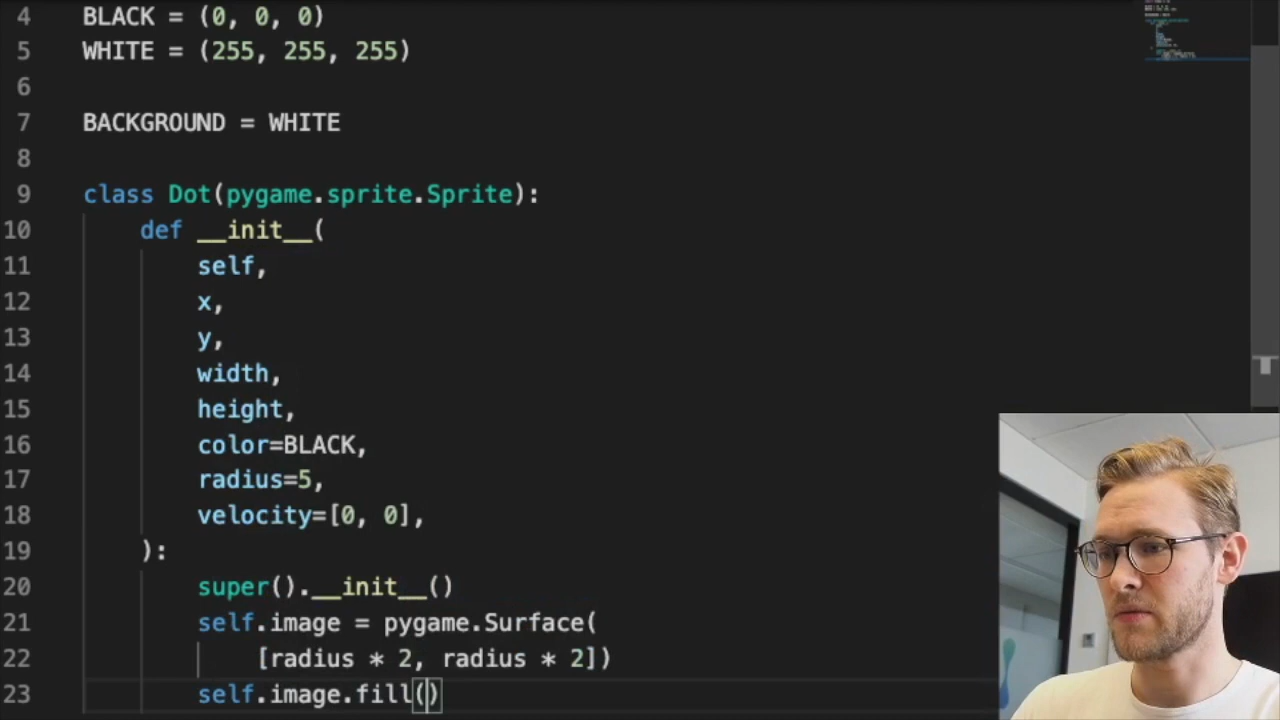 4 BLACK = (0, 0, 0)
5 WHITE = (255, 255, 255)
6
7 BACKGROUND = WHITE
8
9 class Dot(pygame.sprite.Sprite):
10 def __init__(
11 self,
12 x,
13 y,
14 width,
15 height,
16 color=BLACK,
17 radius=5,
18 velocity=[0, 0],
19 ):
20 super().__init__()
21 self.image = pygame.Surface(
22 [radius * 2, radius * 2])
23 self.image.fill()